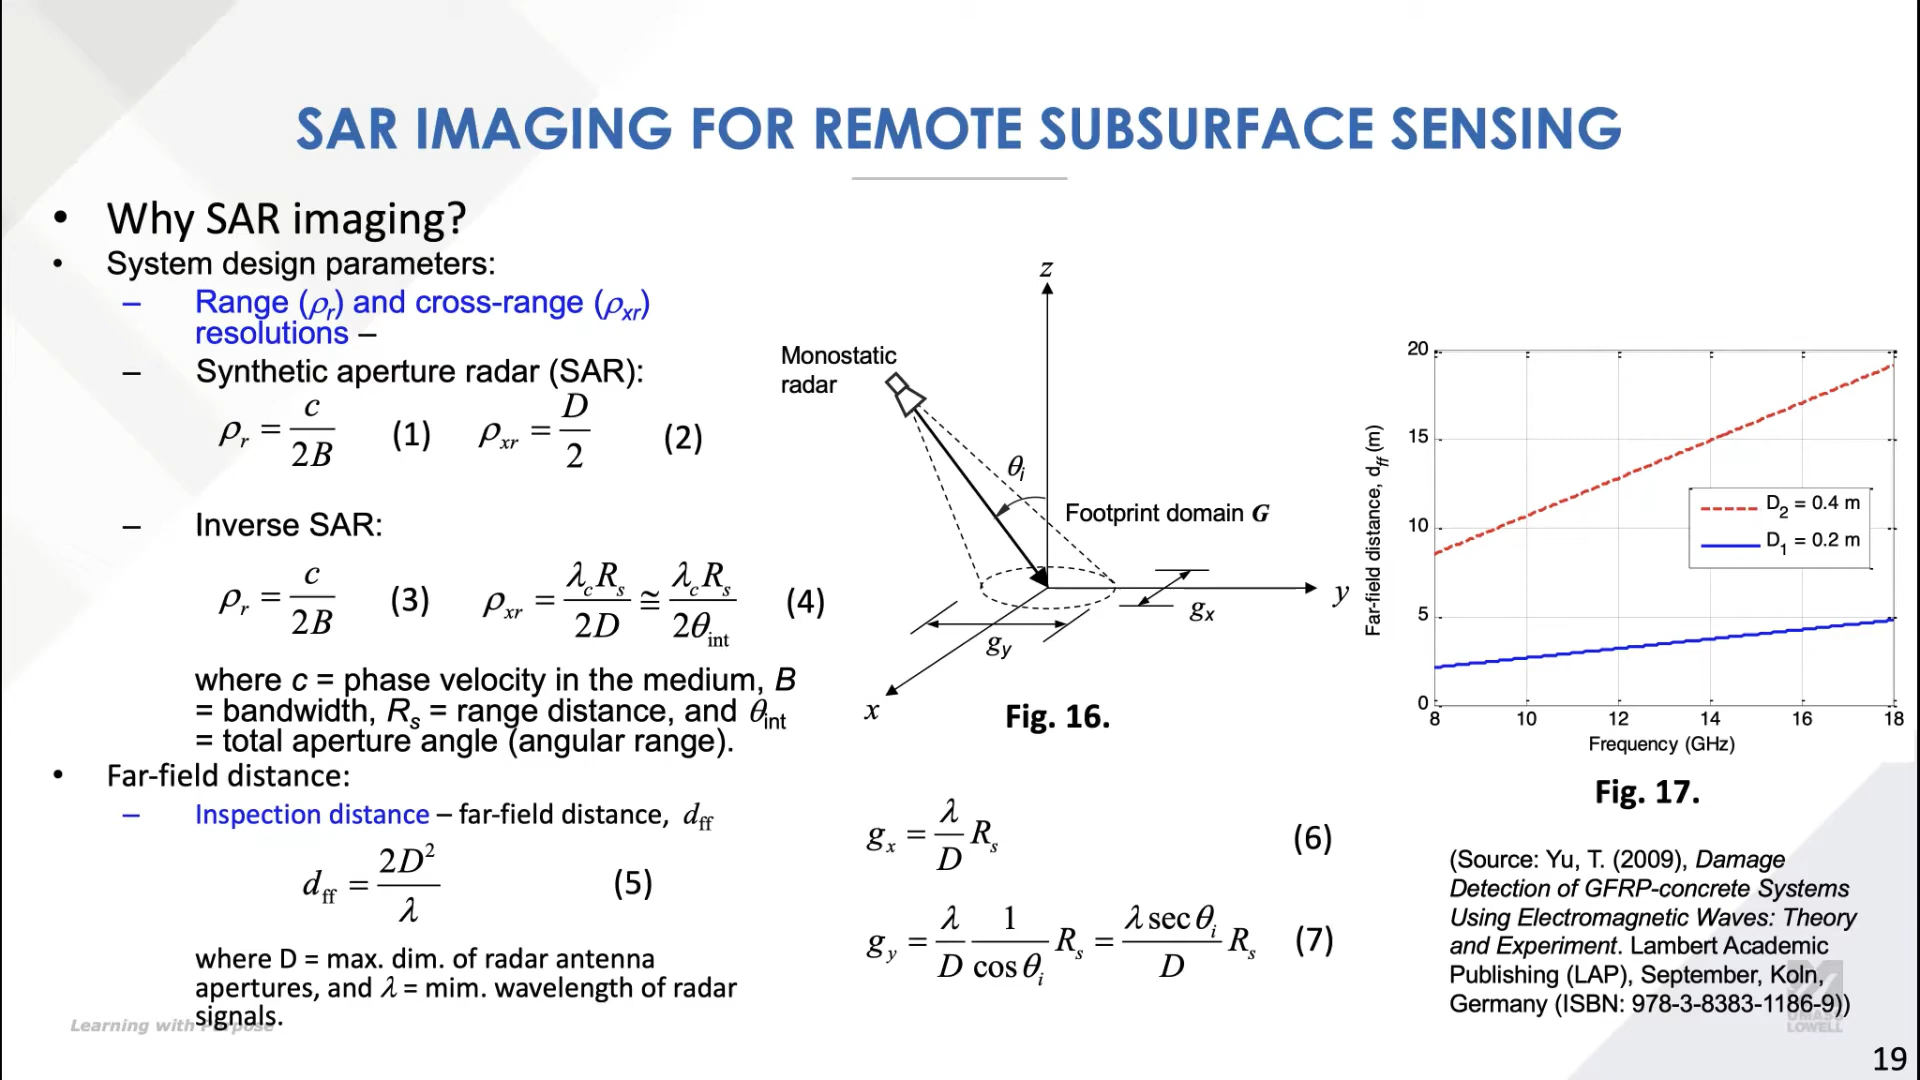 SAR IMAGING FOR REMOTE SUBSURFACE SENSING
• Why SAR imaging?
• System design parameters:
– Range (ρr) and cross-range (ρxr)
resolutions –
– Synthetic aperture radar (SAR):
ρr = c / 2B (1) ρxr = D / 2 (2)
– Inverse SAR:
ρr = c / 2B (3) ρxr = λcRs / 2D ≅ λcRs / 2θint (4)
where c = phase velocity in the medium, B
= bandwidth, Rs = range distance, and θint
= total aperture angle (angular range).
• Far-field distance:
– Inspection distance – far-field distance, dff
dff = 2D² / λ (5)
where D = max. dim. of radar antenna
apertures, and λ = mim. wavelength of radar
signals.
Learning with Purpose
z
Monostatic
radar
θi
Footprint domain G
y
gx
gy
x
Fig. 16.
gx = λ / D Rs (6)
gy = λ / D 1 / cos θi Rs = λ sec θi / D Rs (7)
20
15
10
5
0
8 10 12 14 16 18
Far-field distance, dff (m)
Frequency (GHz)
D2 = 0.4 m
D1 = 0.2 m
Fig. 17.
(Source: Yu, T. (2009), Damage
Detection of GFRP-concrete Systems
Using Electromagnetic Waves: Theory
and Experiment. Lambert Academic
Publishing (LAP), September, Koln,
Germany (ISBN: 978-3-8383-1186-9))
UMASS
LOWELL
19